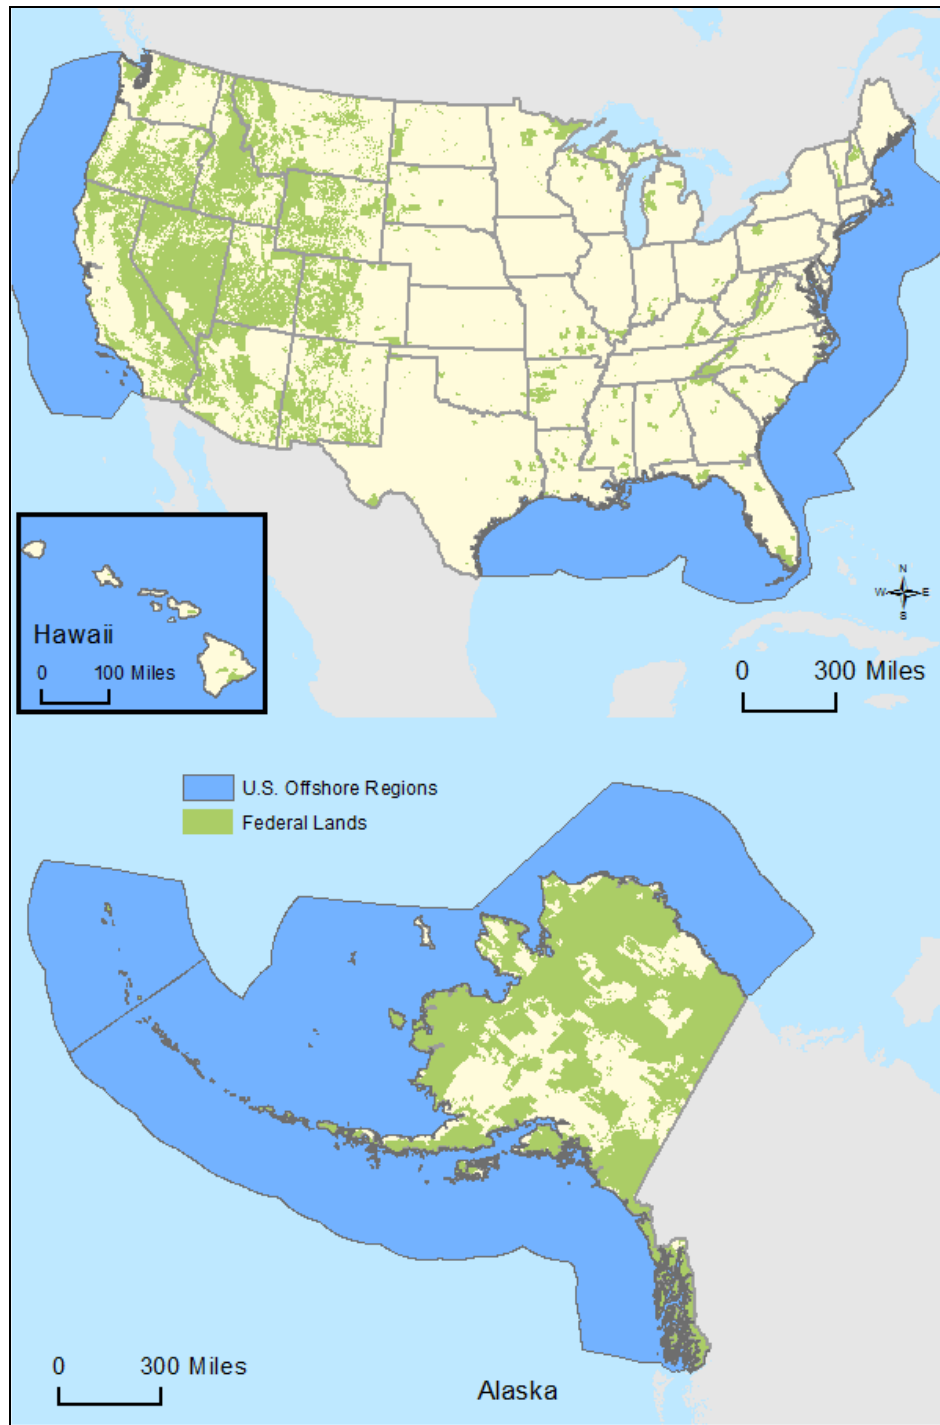 N
W E
S
Hawaii
0 100 Miles
0 300 Miles
U.S. Offshore Regions
Federal Lands
0 300 Miles
Alaska